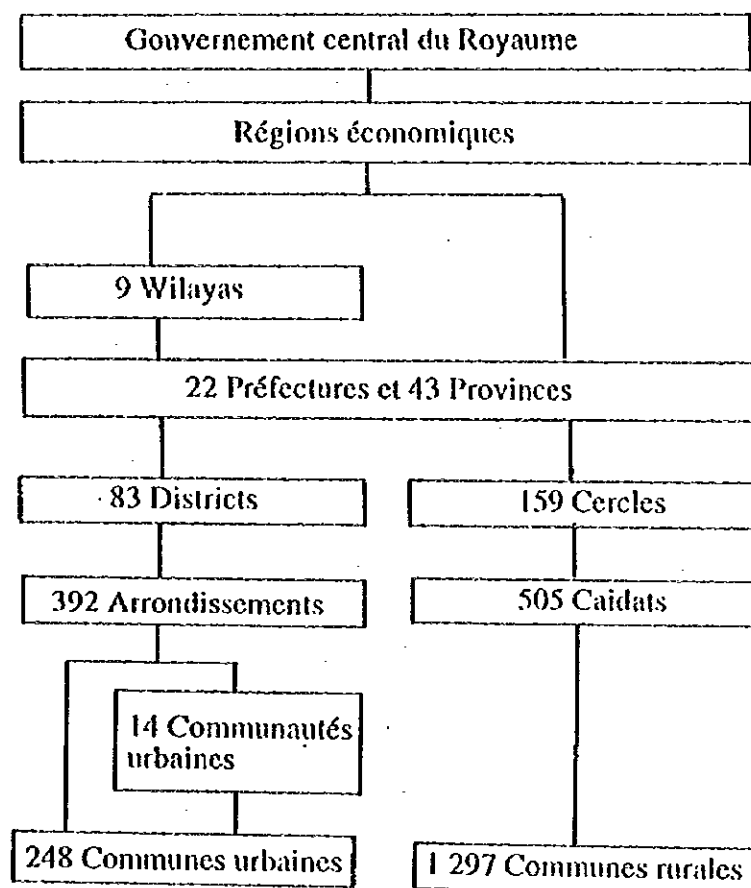 Gouvernement central du Royaume
Régions économiques
9 Wilayas
22 Préfectures et 43 Provinces
83 Districts
159 Cercles
392 Arrondissements
505 Caidats
14 Communautés
urbaines
248 Communes urbaines
1 297 Communes rurales